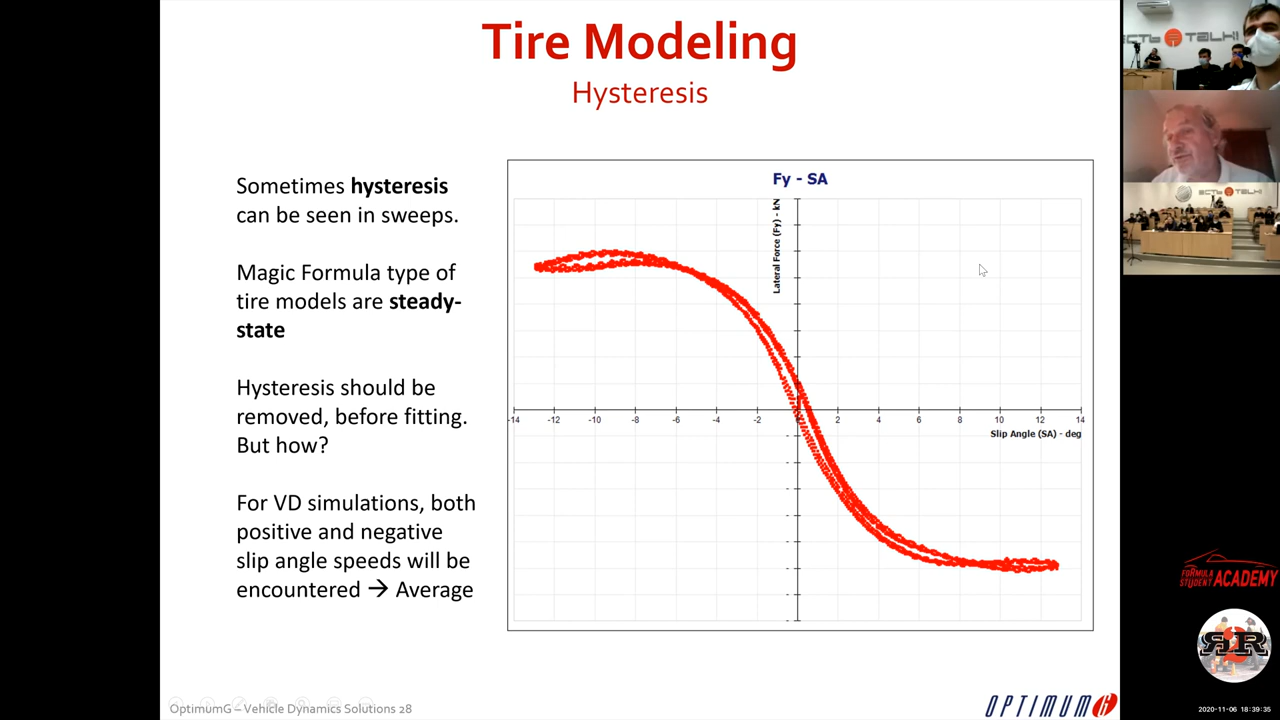 Tire Modeling
Hysteresis
Sometimes hysteresis
can be seen in sweeps.
Magic Formula type of
tire models are steady-
state
Hysteresis should be
removed, before fitting.
But how?
For VD simulations, both
positive and negative
slip angle speeds will be
encountered → Average
Fy - SA
Lateral Force (Fy) - kN
-14 -12 -10 -8 -6 -4 -2 0 2 4 6 8 10 12 14
Slip Angle (SA) - deg
OptimumG – Vehicle Dynamics Solutions 28
OPTIMUMG
ЕСТЬ TALK!
ЕСТЬ TALK!
FORMULA
STUDENT ACADEMY
2020-11-06 18:39:35